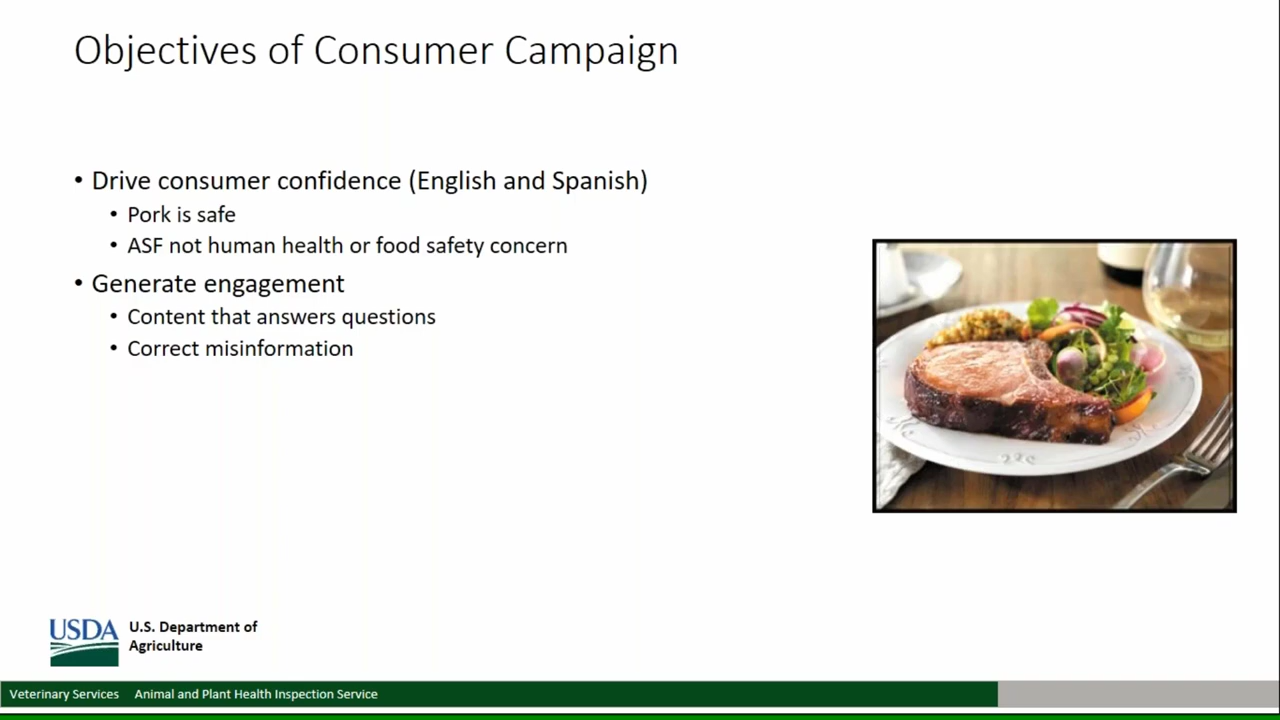 Objectives of Consumer Campaign
• Drive consumer confidence (English and Spanish)
• Pork is safe
• ASF not human health or food safety concern
• Generate engagement
• Content that answers questions
• Correct misinformation
USDA
U.S. Department of
Agriculture
Veterinary Services Animal and Plant Health Inspection Service